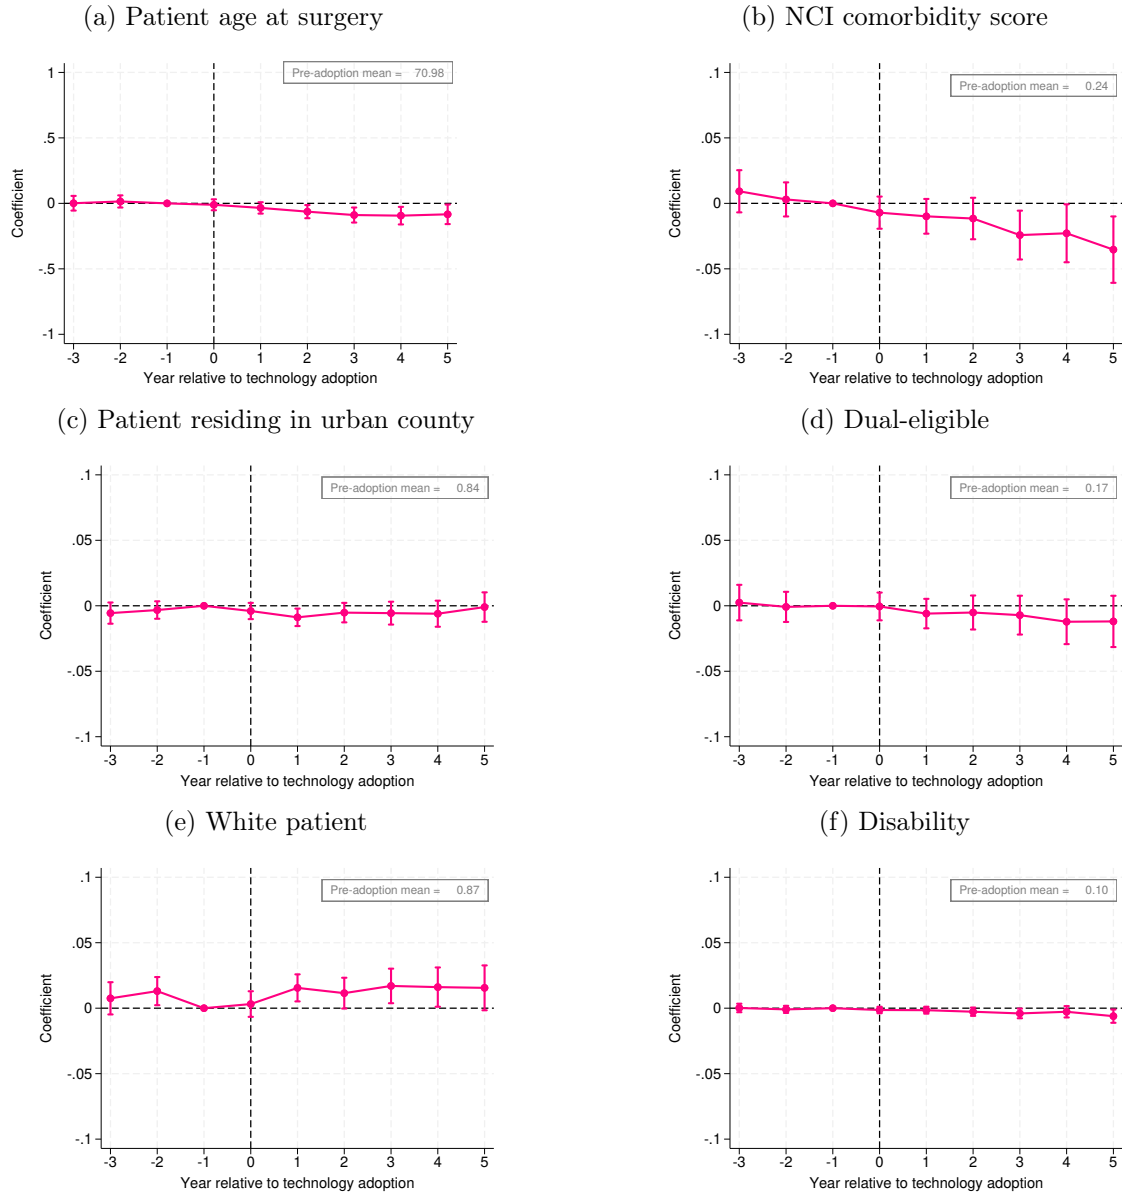 (a) Patient age at surgery
Pre-adoption mean = 70.98
1
.5
0
-.5
-1
Coefficient
-3 -2 -1 0 1 2 3 4 5
Year relative to technology adoption
(b) NCI comorbidity score
Pre-adoption mean = 0.24
.1
.05
0
-.05
-.1
Coefficient
-3 -2 -1 0 1 2 3 4 5
Year relative to technology adoption
(c) Patient residing in urban county
Pre-adoption mean = 0.84
.1
.05
0
-.05
-.1
Coefficient
-3 -2 -1 0 1 2 3 4 5
Year relative to technology adoption
(d) Dual-eligible
Pre-adoption mean = 0.17
.1
.05
0
-.05
-.1
Coefficient
-3 -2 -1 0 1 2 3 4 5
Year relative to technology adoption
(e) White patient
Pre-adoption mean = 0.87
.1
.05
0
-.05
-.1
Coefficient
-3 -2 -1 0 1 2 3 4 5
Year relative to technology adoption
(f) Disability
Pre-adoption mean = 0.10
.1
.05
0
-.05
-.1
Coefficient
-3 -2 -1 0 1 2 3 4 5
Year relative to technology adoption